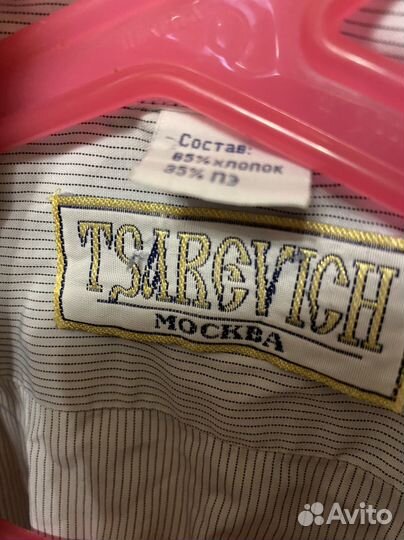 Состав:
65% хлопок
35% ПЭ
TSAREVICH
МОСКВА
Avito